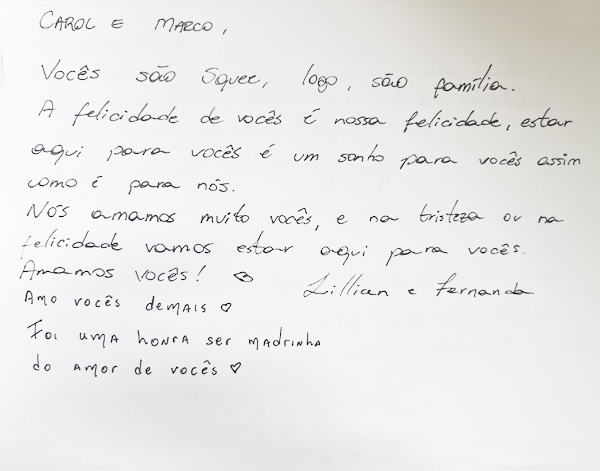 CAROL E MARCO,
Vocês são Squee, logo, são família.
A felicidade de vocês é nossa felicidade, estar
aqui para vocês é um sonho para vocês assim
como é para nós.
Nós amamos muito vocês, e na tristeza ou na
felicidade vamos estar aqui para vocês.
Amamos vocês! ♡
Lillian e Fernanda
Amo vocês demais ♡
Foi uma honra ser madrinha
do amor de vocês ♡